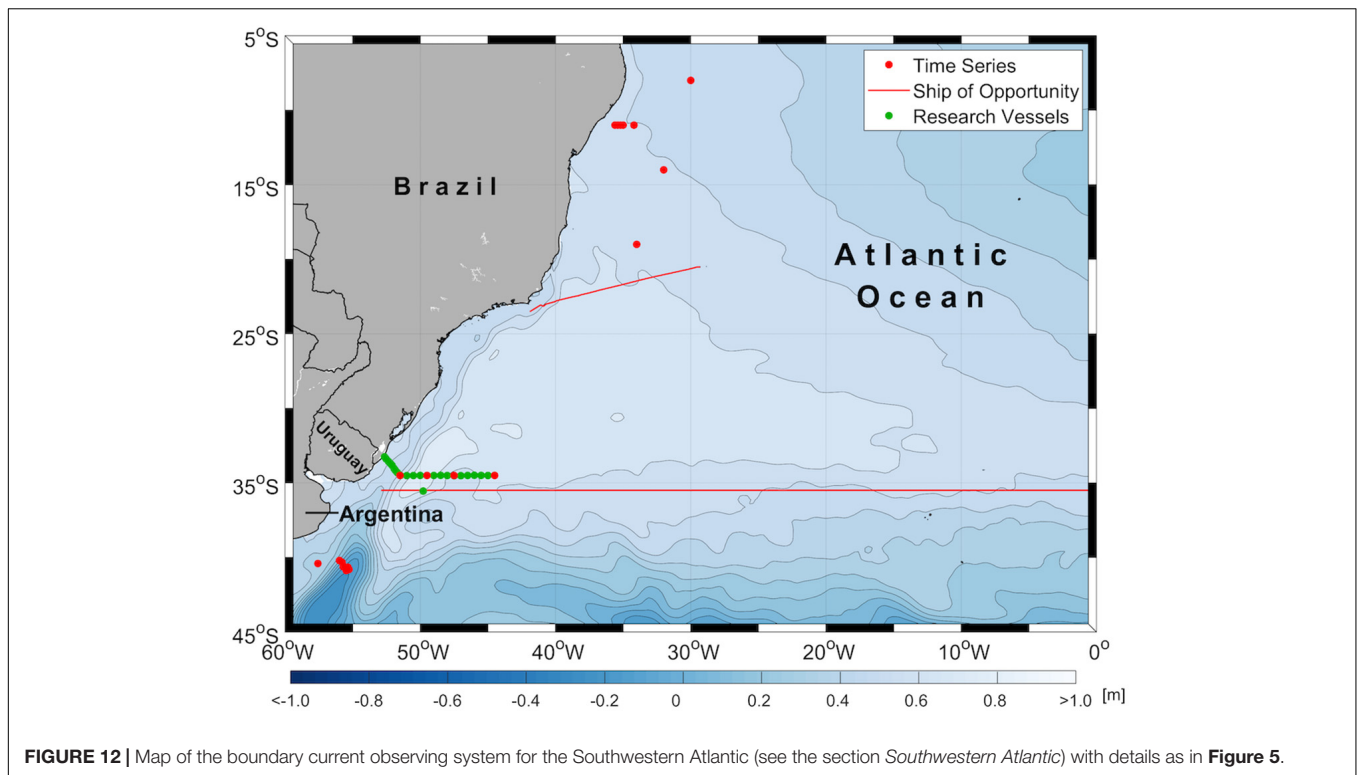 5°S
15°S
25°S
35°S
45°S
Time Series
Ship of Opportunity
Research Vessels
Brazil
Atlantic
Ocean
Uruguay
Argentina
60°W 50°W 40°W 30°W 20°W 10°W 0°
<-1.0 -0.8 -0.6 -0.4 -0.2 0 0.2 0.4 0.6 0.8 >1.0 [m]
FIGURE 12 | Map of the boundary current observing system for the Southwestern Atlantic (see the section Southwestern Atlantic) with details as in Figure 5.